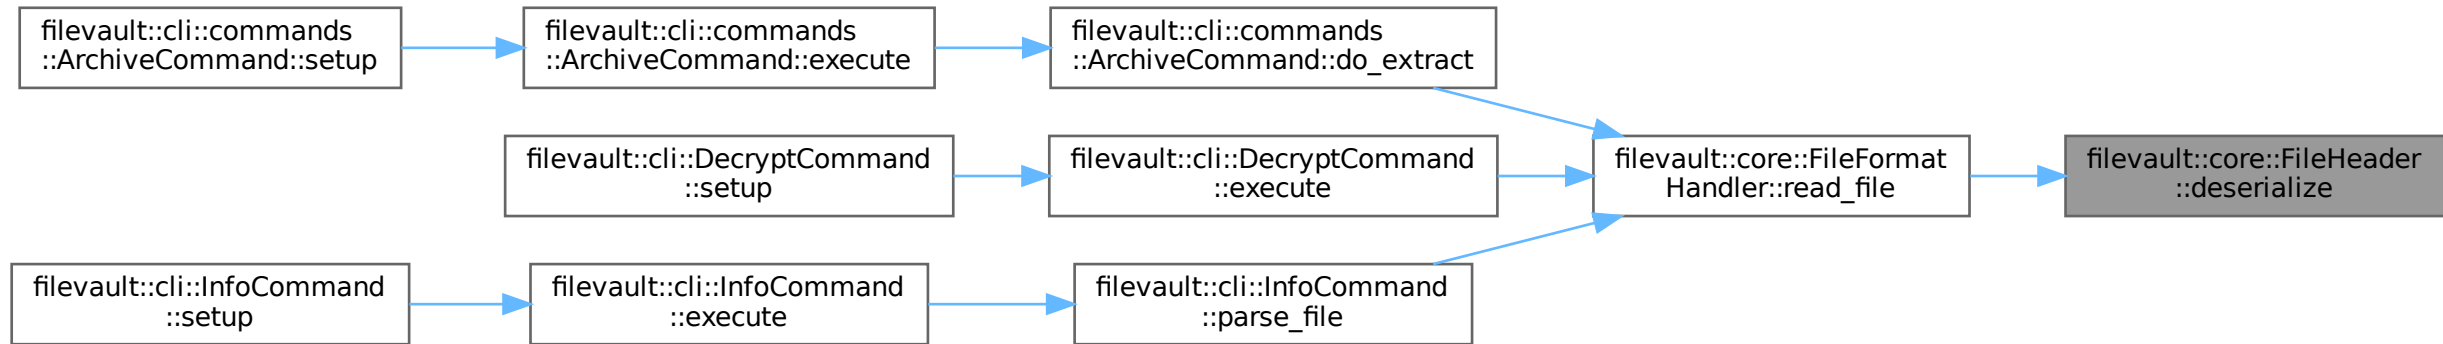 filevault::cli::commands
::ArchiveCommand::setup
filevault::cli::commands
::ArchiveCommand::execute
filevault::cli::commands
::ArchiveCommand::do_extract
filevault::cli::DecryptCommand
::setup
filevault::cli::DecryptCommand
::execute
filevault::core::FileFormat
Handler::read_file
filevault::core::FileHeader
::deserialize
filevault::cli::InfoCommand
::setup
filevault::cli::InfoCommand
::execute
filevault::cli::InfoCommand
::parse_file